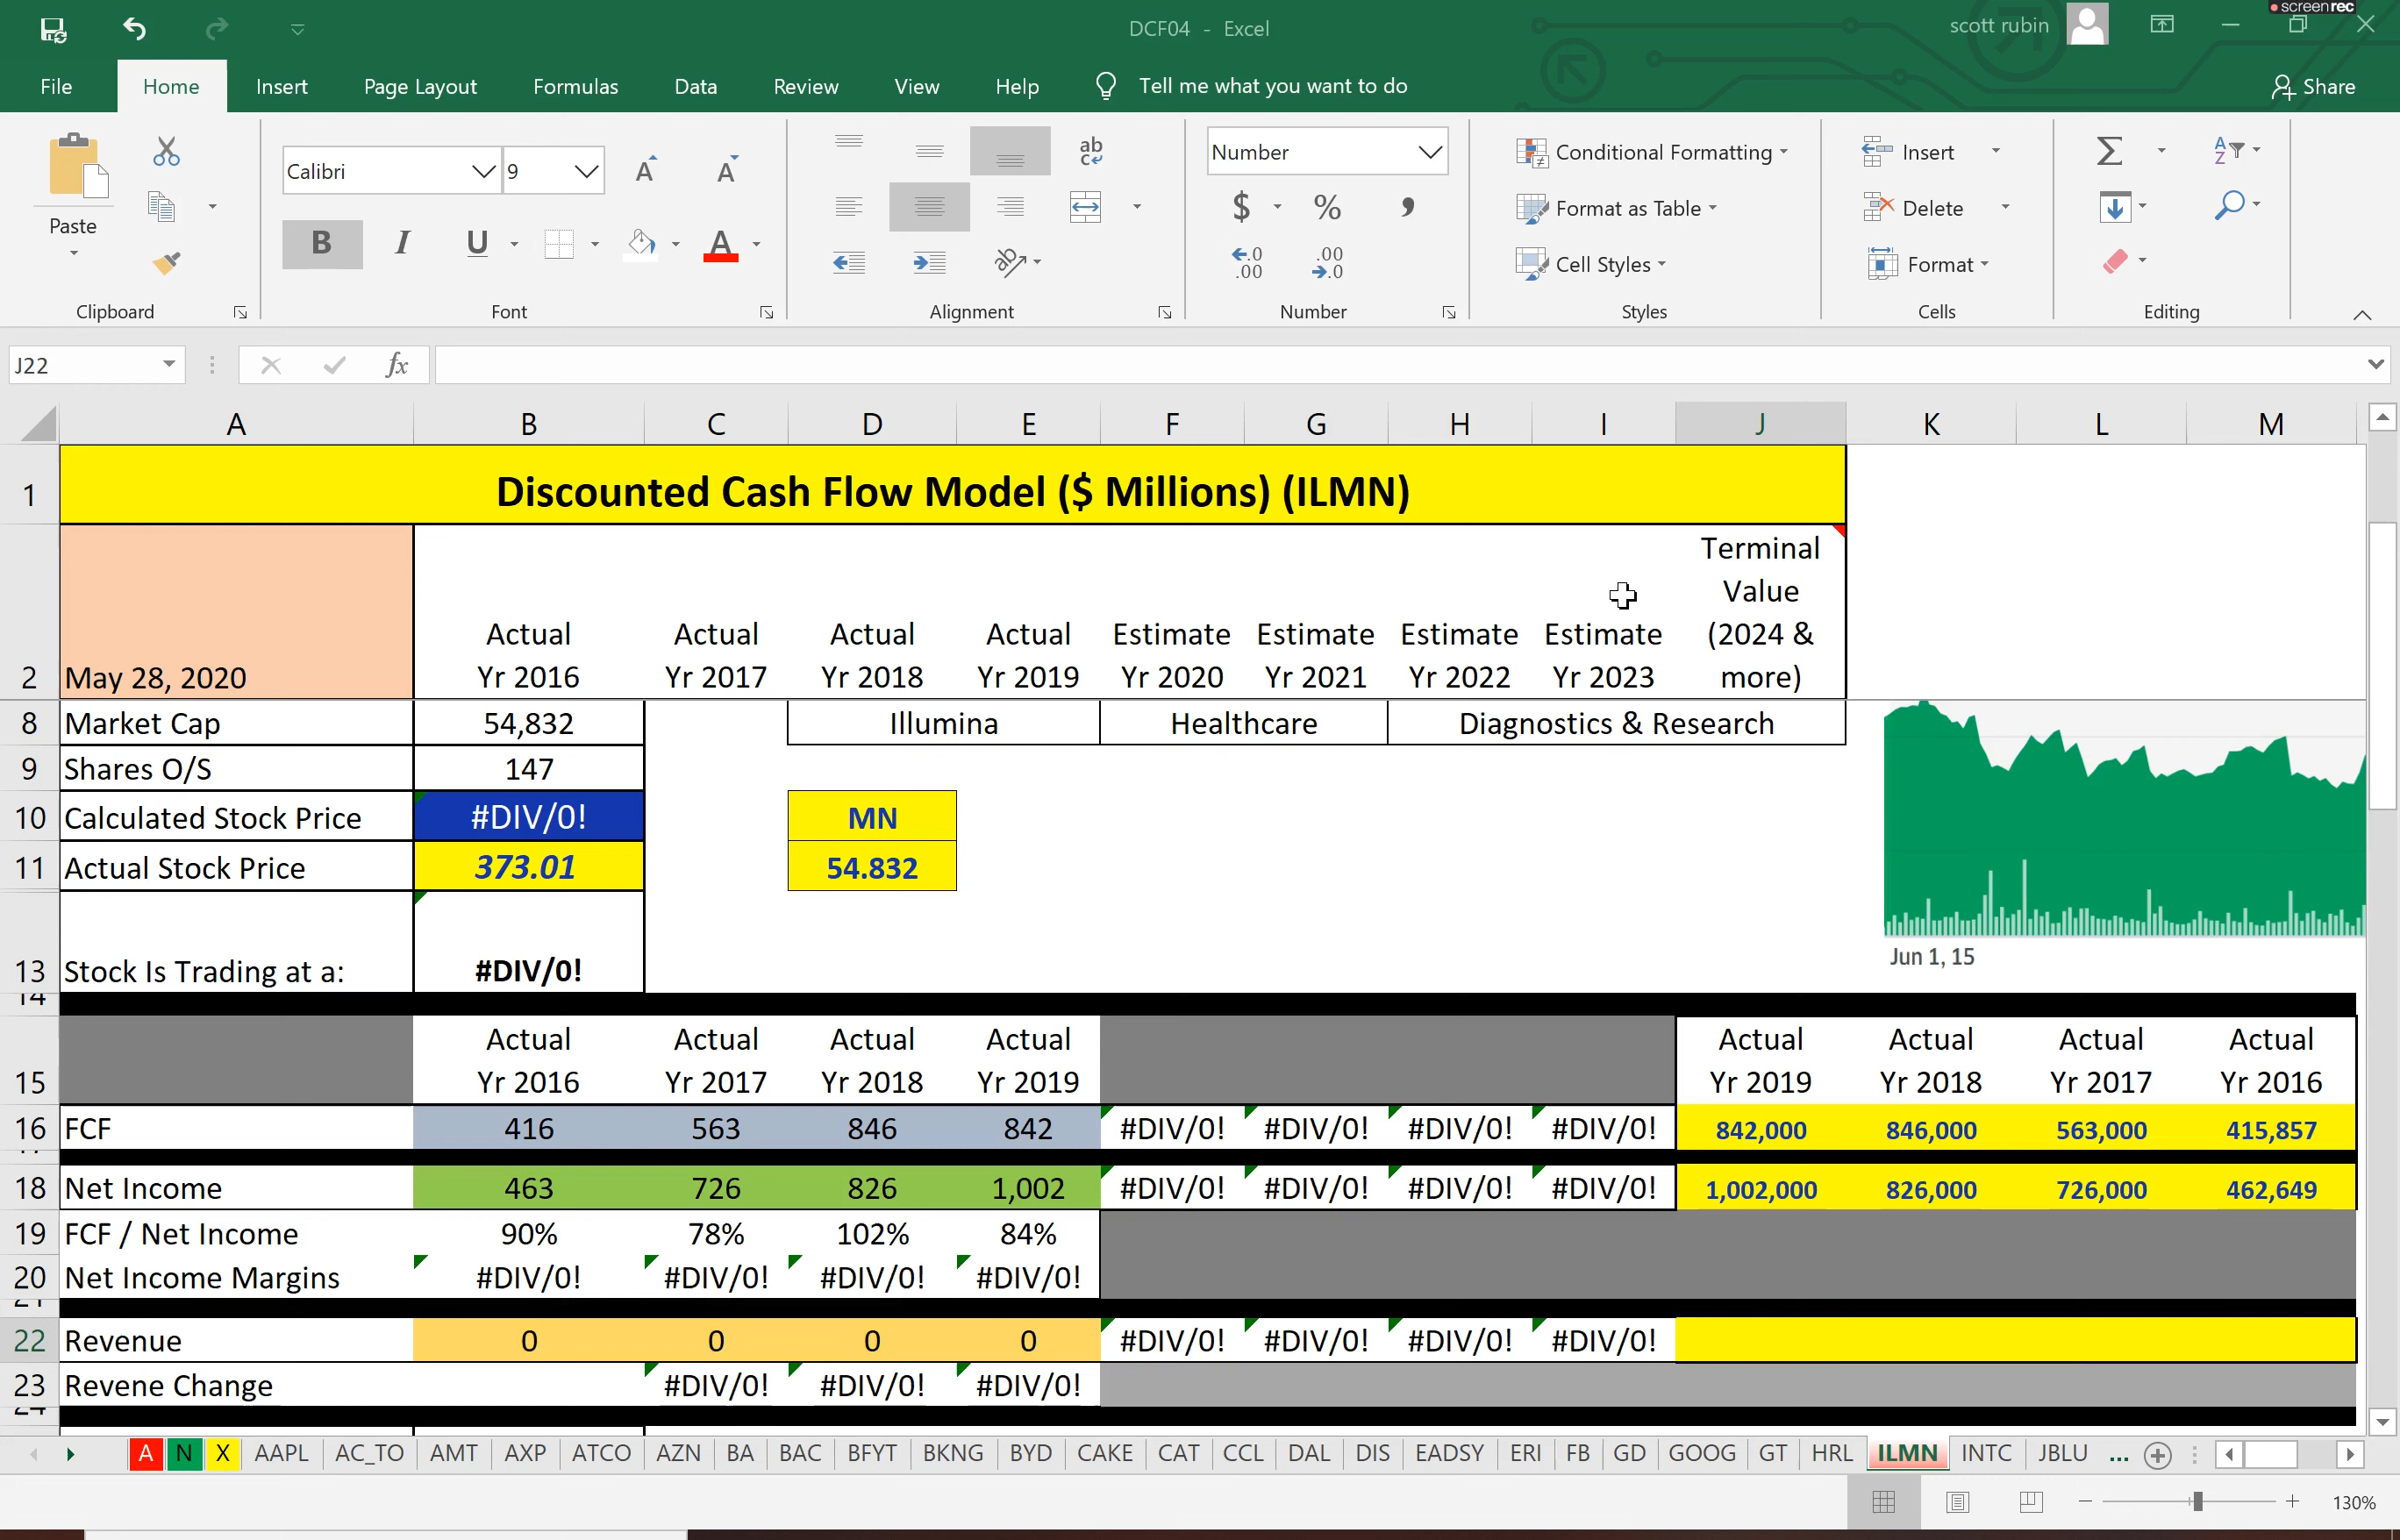 screenrec
DCF04 - Excel
scott rubin
File Home Insert Page Layout Formulas Data Review View Help Tell me what you want to do Share
Paste
Clipboard
Calibri 9
B I U A
Font
ab
c
Alignment
Number
$ % ,
.0 .00
.00 .0
Number
Conditional Formatting
Format as Table
Cell Styles
Styles
Insert
Delete
Format
Cells
Σ A Z
Editing
J22 fx
A B C D E F G H I J K L M
1 Discounted Cash Flow Model ($ Millions) (ILMN)
2 May 28, 2020
Actual Yr 2016
Actual Yr 2017
Actual Yr 2018
Actual Yr 2019
Estimate Yr 2020
Estimate Yr 2021
Estimate Yr 2022
Estimate Yr 2023
Terminal
Value
(2024 &
more)
8 Market Cap 54,832 Illumina Healthcare Diagnostics & Research
9 Shares O/S 147
10 Calculated Stock Price #DIV/0! MN
11 Actual Stock Price 373.01 54.832
Jun 1, 15
13 Stock Is Trading at a: #DIV/0!
14
Actual Actual Actual Actual Actual Actual Actual Actual
15 Yr 2016 Yr 2017 Yr 2018 Yr 2019 Yr 2019 Yr 2018 Yr 2017 Yr 2016
16 FCF 416 563 846 842 #DIV/0! #DIV/0! #DIV/0! #DIV/0! 842,000 846,000 563,000 415,857
18 Net Income 463 726 826 1,002 #DIV/0! #DIV/0! #DIV/0! #DIV/0! 1,002,000 826,000 726,000 462,649
19 FCF / Net Income 90% 78% 102% 84%
20 Net Income Margins #DIV/0! #DIV/0! #DIV/0! #DIV/0!
22 Revenue 0 0 0 0 #DIV/0! #DIV/0! #DIV/0! #DIV/0!
23 Revene Change #DIV/0! #DIV/0! #DIV/0!
A N X AAPL AC_TO AMT AXP ATCO AZN BA BAC BFYT BKNG BYD CAKE CAT CCL DAL DIS EADSY ERI FB GD GOOG GT HRL ILMN INTC JBLU ...
130%